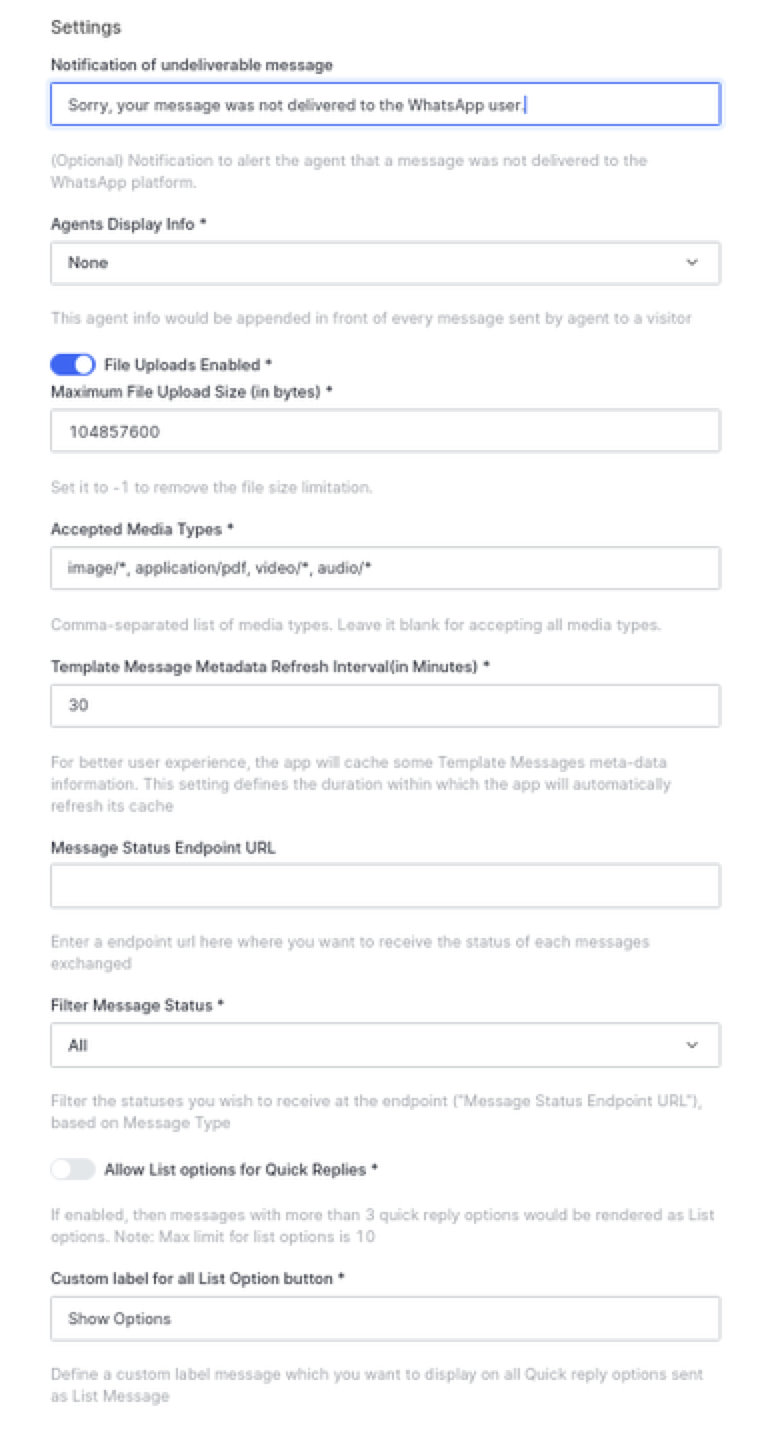 Settings
Notification of undeliverable message
Sorry, your message was not delivered to the WhatsApp user.
(Optional) Notification to alert the agent that a message was not delivered to the
WhatsApp platform.
Agents Display Info *
None
This agent info would be appended in front of every message sent by agent to a visitor
File Uploads Enabled *
Maximum File Upload Size (in bytes) *
104857600
Set it to -1 to remove the file size limitation.
Accepted Media Types *
image/*, application/pdf, video/*, audio/*
Comma-separated list of media types. Leave it blank for accepting all media types.
Template Message Metadata Refresh Interval(in Minutes) *
30
For better user experience, the app will cache some Template Messages meta-data
information. This setting defines the duration within which the app will automatically
refresh its cache
Message Status Endpoint URL
Enter a endpoint url here where you want to receive the status of each messages
exchanged
Filter Message Status *
All
Filter the statuses you wish to receive at the endpoint ("Message Status Endpoint URL"),
based on Message Type
Allow List options for Quick Replies *
If enabled, then messages with more than 3 quick reply options would be rendered as List
options. Note: Max limit for list options is 10
Custom label for all List Option button *
Show Options
Define a custom label message which you want to display on all Quick reply options sent
as List Message